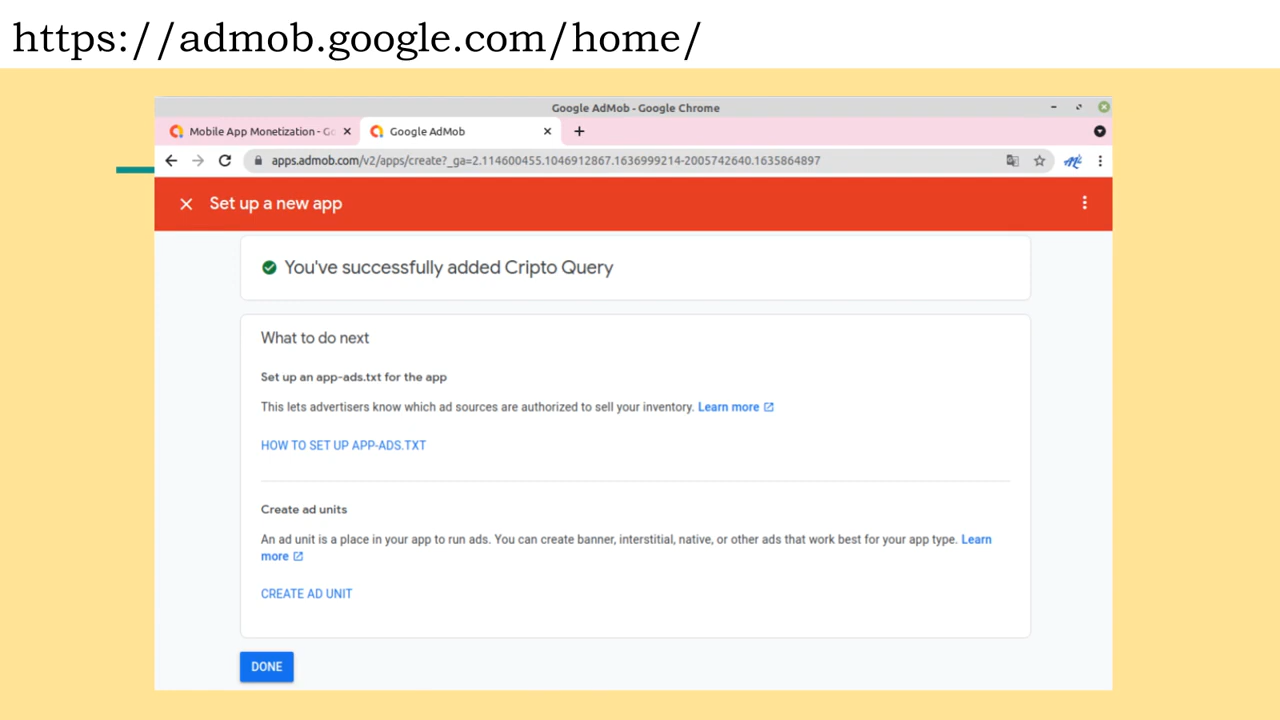 https://admob.google.com/home/
Google AdMob - Google Chrome
Mobile App Monetization - Go
Google AdMob
apps.admob.com/v2/apps/create?_ga=2.114600455.1046912867.1636999214-2005742640.1635864897
Set up a new app
You've successfully added Cripto Query
What to do next
Set up an app-ads.txt for the app
This lets advertisers know which ad sources are authorized to sell your inventory. Learn more
HOW TO SET UP APP-ADS.TXT
Create ad units
An ad unit is a place in your app to run ads. You can create banner, interstitial, native, or other ads that work best for your app type. Learn
more
CREATE AD UNIT
DONE